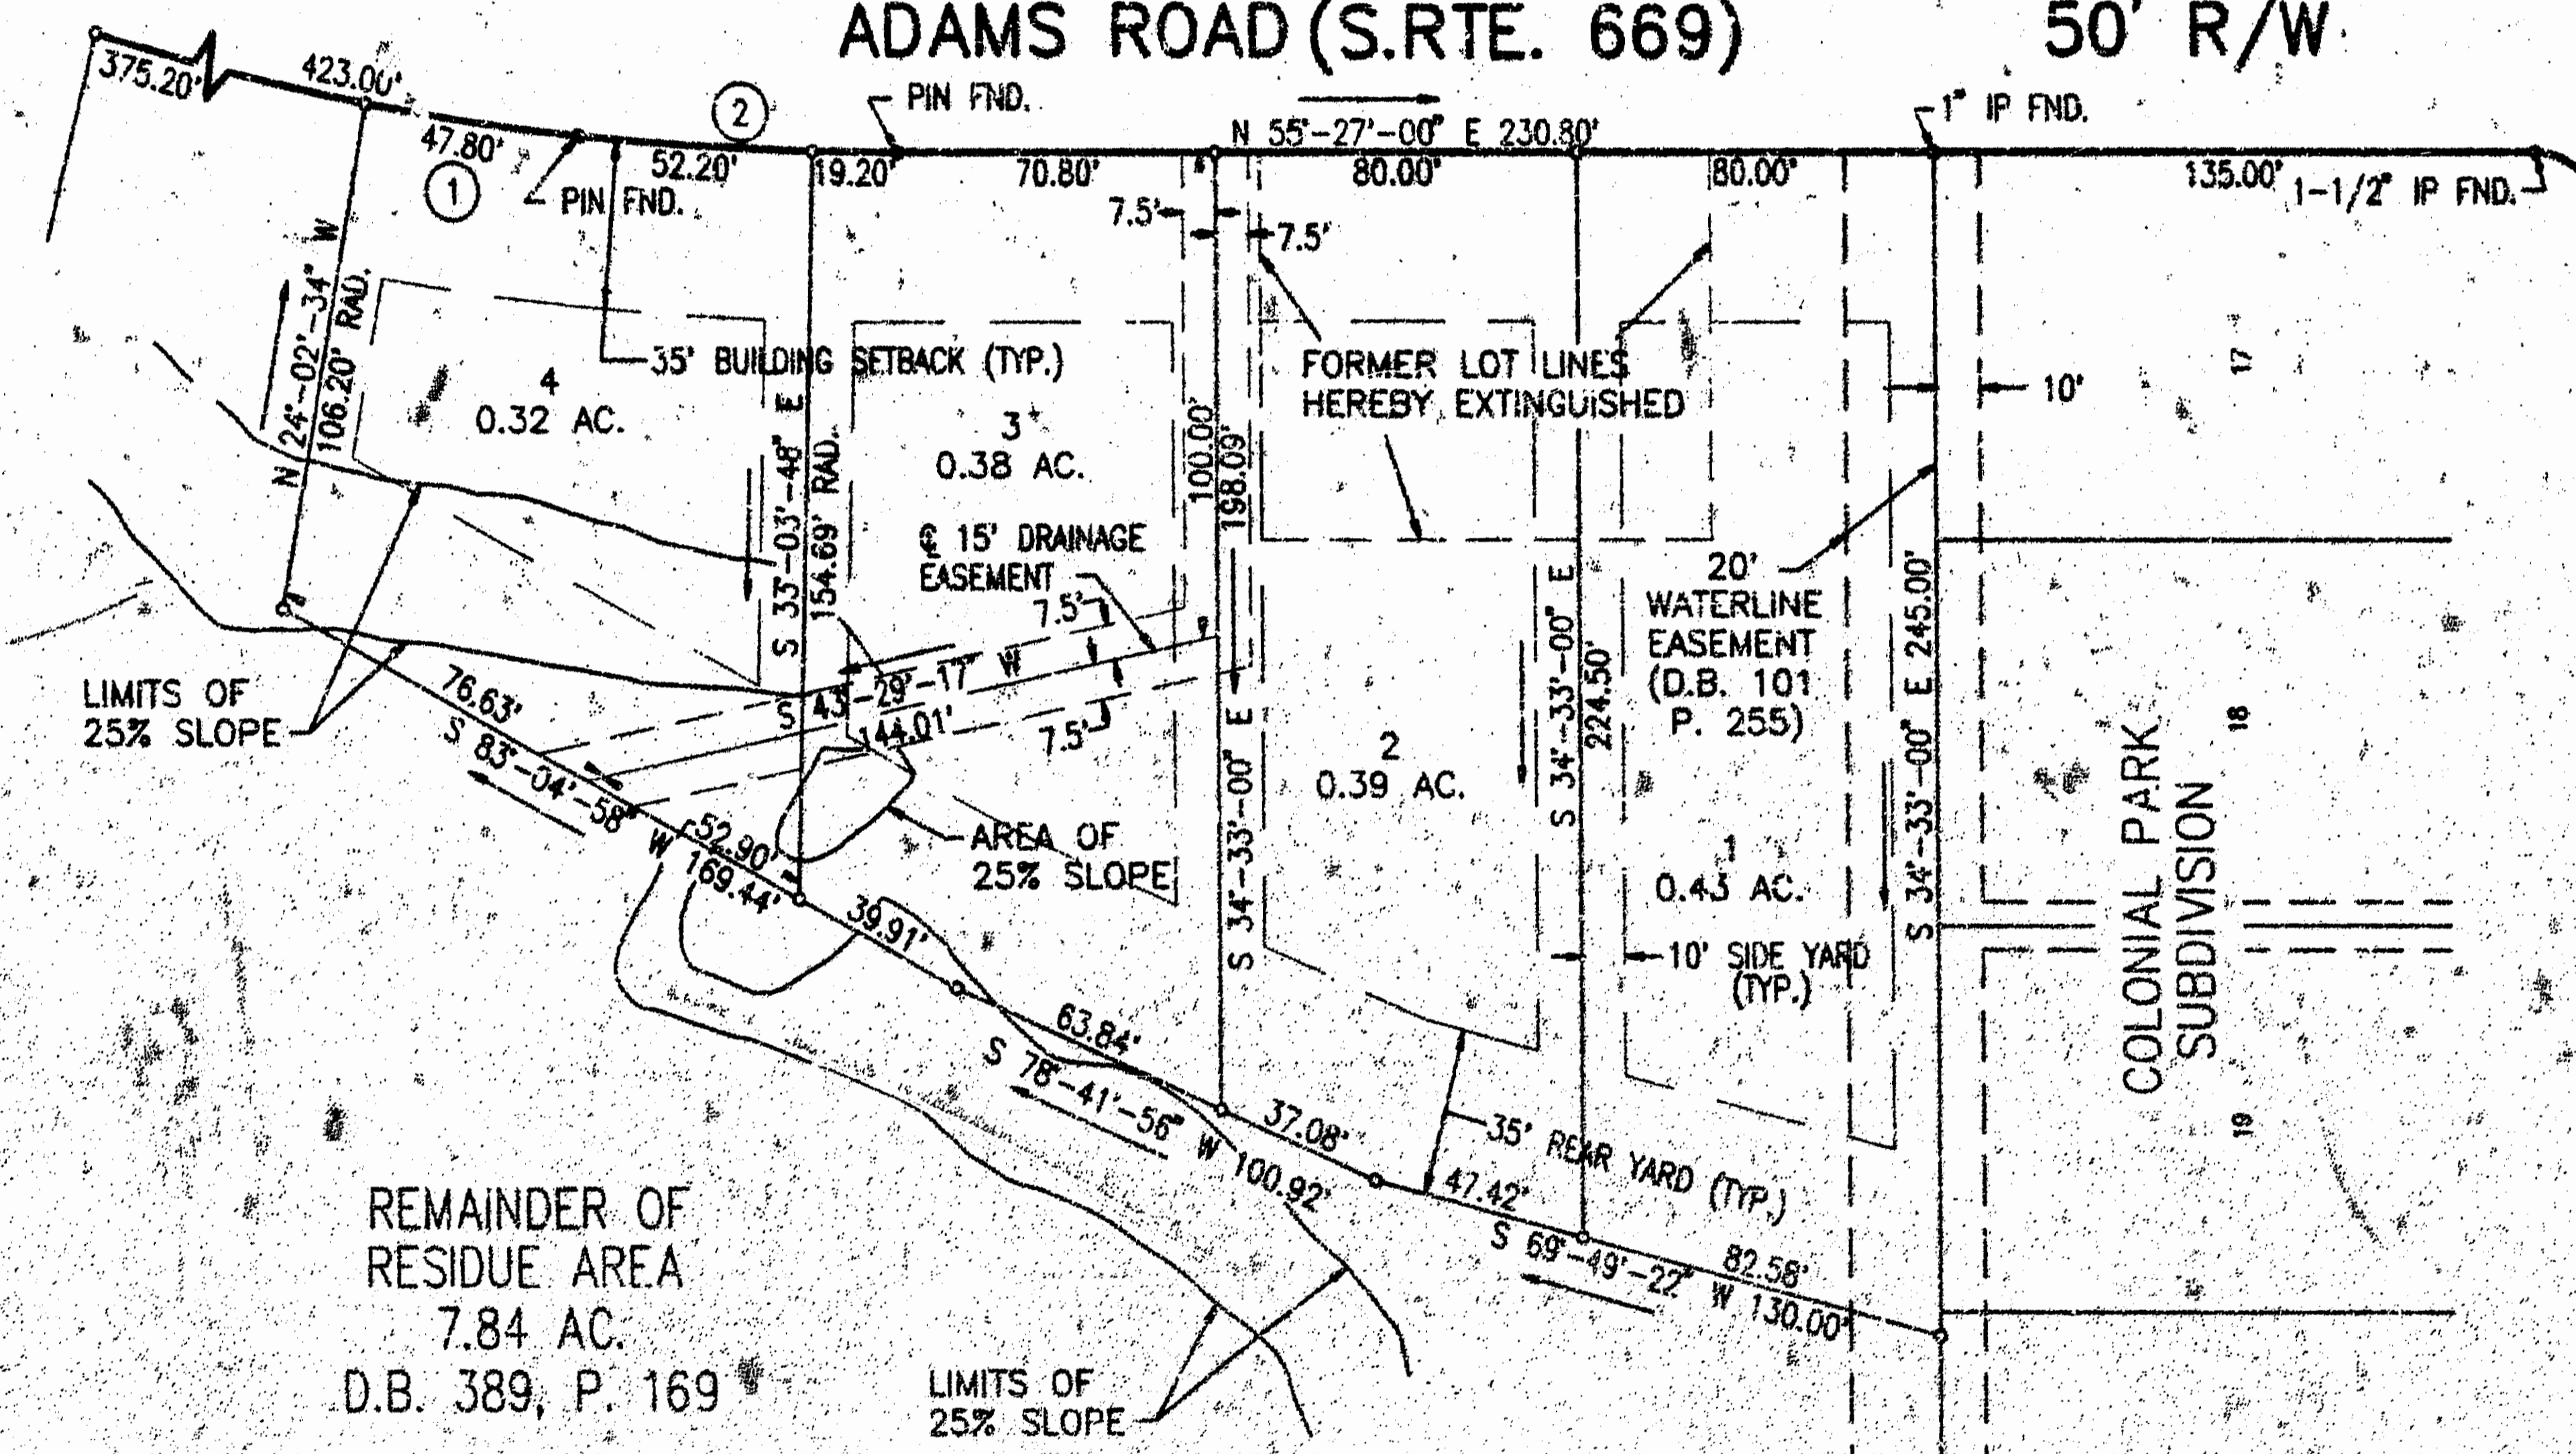 ADAMS ROAD (S.RTE. 669)
50' R/W
375.20'
423.00'
47.80'
1
PIN FND.
2
52.20'
PIN FND.
19.20'
70.80'
N 55°-27'-00" E 230.80'
80.00'
80.00'
1" IP FND.
135.00'
1-1/2" IP FND.
7.5'
7.5'
N 24°-02'-34" W
106.20' RAD.
35' BUILDING SETBACK (TYP.)
4
0.32 AC.
3
0.38 AC.
S 33°-03'-48" E
154.69' RAD.
100.00'
198.09'
FORMER LOT LINES
HEREBY EXTINGUISHED
10'
17
℄ 15' DRAINAGE
EASEMENT
7.5'
7.5'
S 43°-29'-17" W
144.01'
20'
WATERLINE
EASEMENT
(D.B. 101
P. 255)
S 34°-33'-00" E
224.50'
S 34°-33'-00" E 245.00'
S 34°-33'-00" E
LIMITS OF
25% SLOPE
76.63'
S 83°-04'-58" W 169.44'
52.90'
39.91'
AREA OF
25% SLOPE
2
0.39 AC.
1
0.43 AC.
10' SIDE YARD
(TYP.)
COLONIAL PARK
SUBDIVISION
18
19
63.84'
S 78°-41'-56" W 100.92'
37.08'
35' REAR YARD (TYP.)
47.42'
S 69°-49'-22" W 130.00'
82.58'
REMAINDER OF
RESIDUE AREA
7.84 AC.
D.B. 389, P. 169
LIMITS OF
25% SLOPE